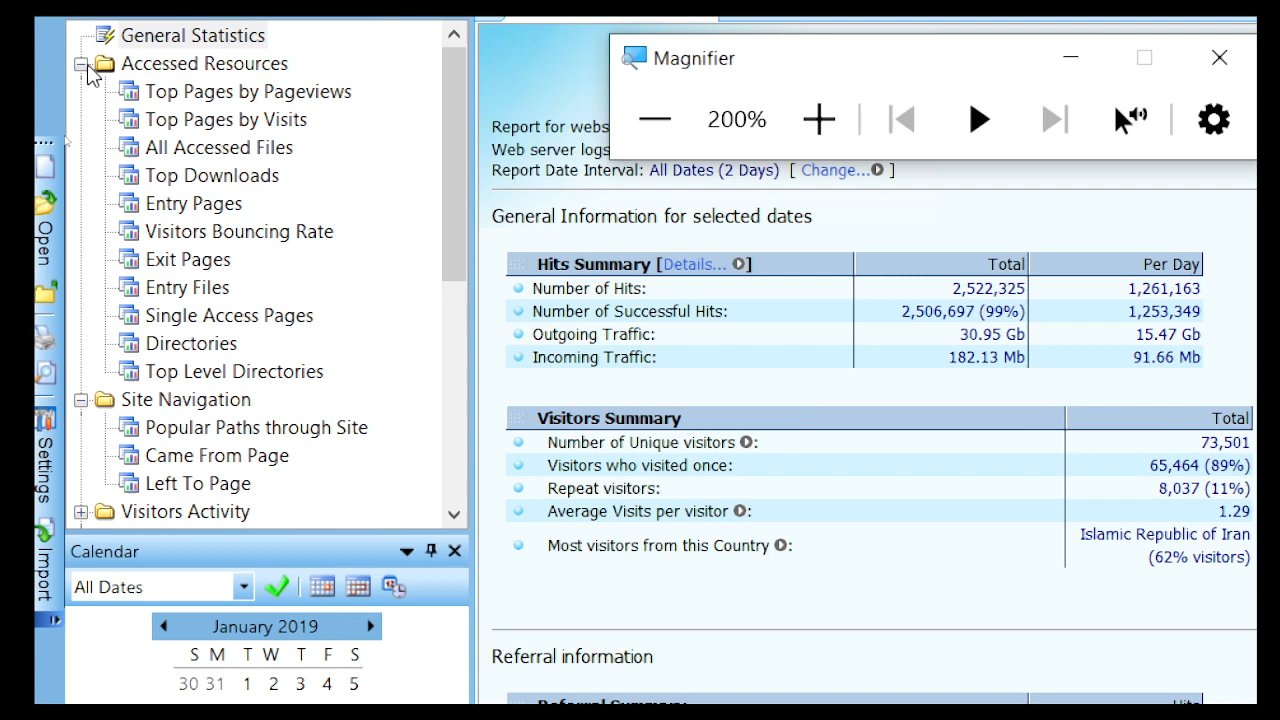 General Statistics
Accessed Resources
Top Pages by Pageviews
Top Pages by Visits
All Accessed Files
Top Downloads
Entry Pages
Visitors Bouncing Rate
Exit Pages
Entry Files
Single Access Pages
Directories
Top Level Directories
Site Navigation
Popular Paths through Site
Came From Page
Left To Page
Visitors Activity
Open
Settings
Import
Calendar
All Dates
January 2019
S M T W T F S
30 31 1 2 3 4 5
Magnifier
200%
Report for webs
Web server logs
Report Date Interval: All Dates (2 Days) [ Change... ]
General Information for selected dates
Hits Summary [Details... ] Total Per Day
Number of Hits: 2,522,325 1,261,163
Number of Successful Hits: 2,506,697 (99%) 1,253,349
Outgoing Traffic: 30.95 Gb 15.47 Gb
Incoming Traffic: 182.13 Mb 91.66 Mb
Visitors Summary Total
Number of Unique visitors : 73,501
Visitors who visited once: 65,464 (89%)
Repeat visitors: 8,037 (11%)
Average Visits per visitor : 1.29
Most visitors from this Country : Islamic Republic of Iran
(62% visitors)
Referral information
Referral Summary Hits